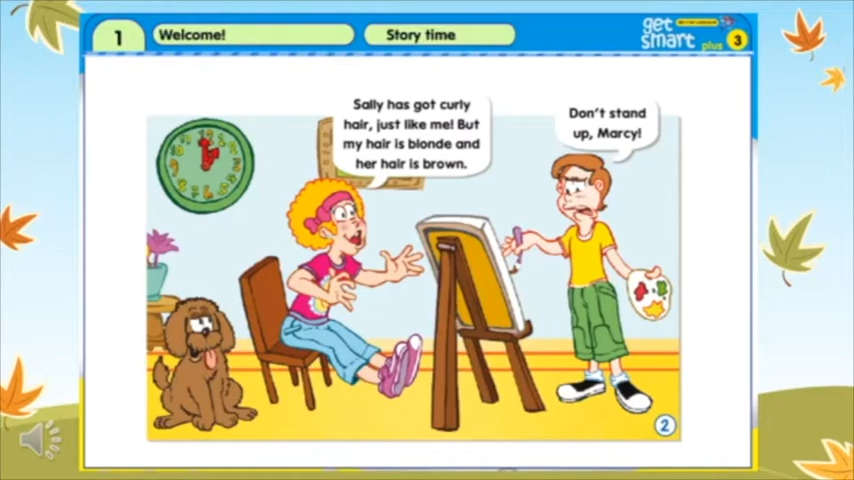 1
Welcome!
Story time
get
smart
plus 3
Sally has got curly
hair, just like me! But
my hair is blonde and
her hair is brown.
Don't stand
up, Marcy!
2